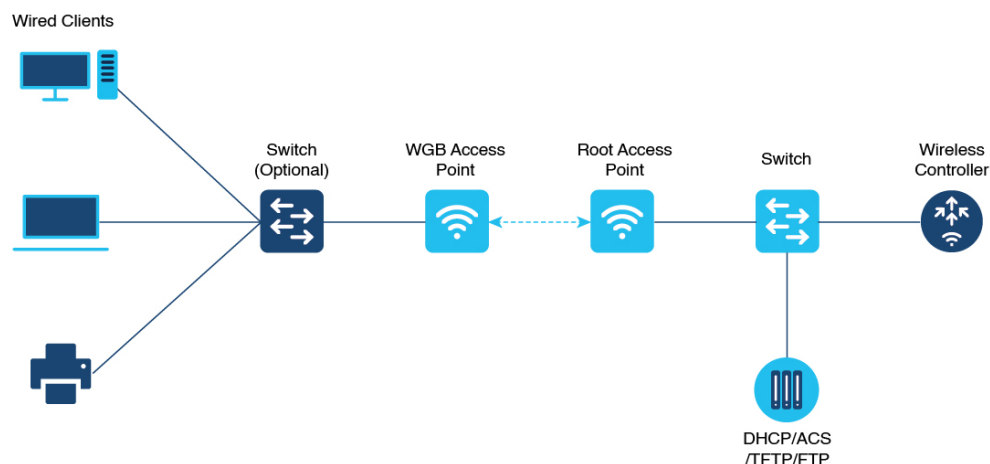 Wired Clients
Switch
(Optional)
WGB Access
Point
Root Access
Point
Switch
Wireless
Controller
DHCP/ACS
/TFTP/FTP